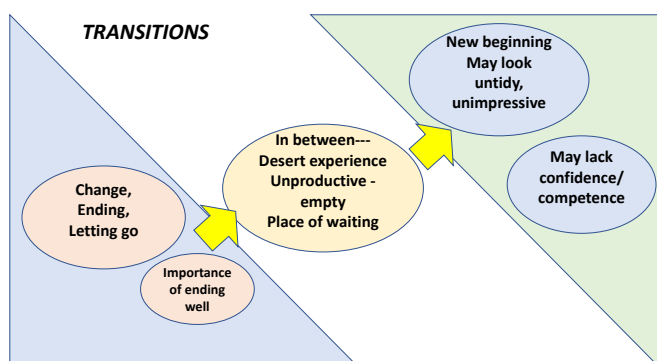 TRANSITIONS
Change,
Ending,
Letting go
Importance
of ending
well
In between---
Desert experience
Unproductive -
empty
Place of waiting
New beginning
May look
untidy,
unimpressive
May lack
confidence/
competence